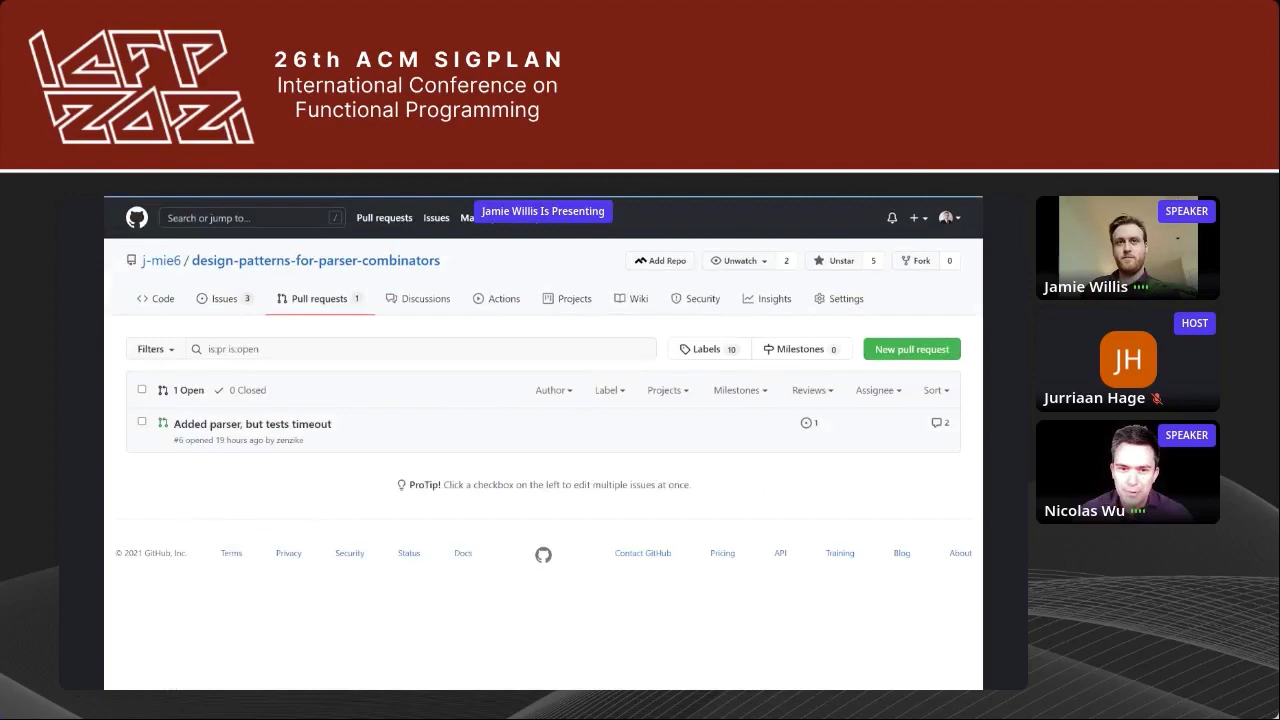 ICFP
2021
26th ACM SIGPLAN
International Conference on
Functional Programming
Search or jump to...
/
Pull requests
Issues
Jamie Willis Is Presenting
j-mie6 / design-patterns-for-parser-combinators
Add Repo
Unwatch 2
Unstar 5
Fork 0
Code
Issues 3
Pull requests 1
Discussions
Actions
Projects
Wiki
Security
Insights
Settings
Filters
is:pr is:open
Labels 10
Milestones 0
New pull request
1 Open
0 Closed
Author
Label
Projects
Milestones
Reviews
Assignee
Sort
Added parser, but tests timeout
1
2
#6 opened 19 hours ago by zenzike
ProTip! Click a checkbox on the left to edit multiple issues at once.
© 2021 GitHub, Inc.
Terms
Privacy
Security
Status
Docs
Contact GitHub
Pricing
API
Training
Blog
About
SPEAKER
Jamie Willis
HOST
JH
Jurriaan Hage
SPEAKER
Nicolas Wu